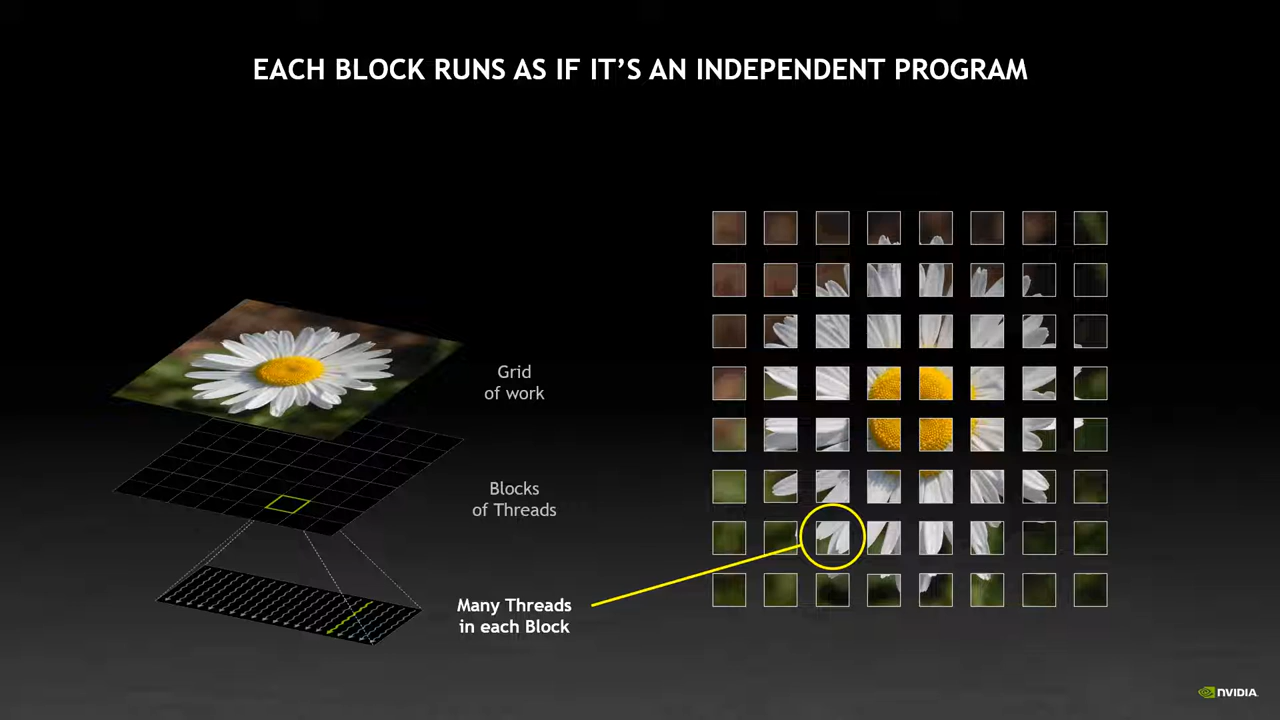 EACH BLOCK RUNS AS IF IT’S AN INDEPENDENT PROGRAM
Grid
of work
Blocks
of Threads
Many Threads
in each Block
NVIDIA.